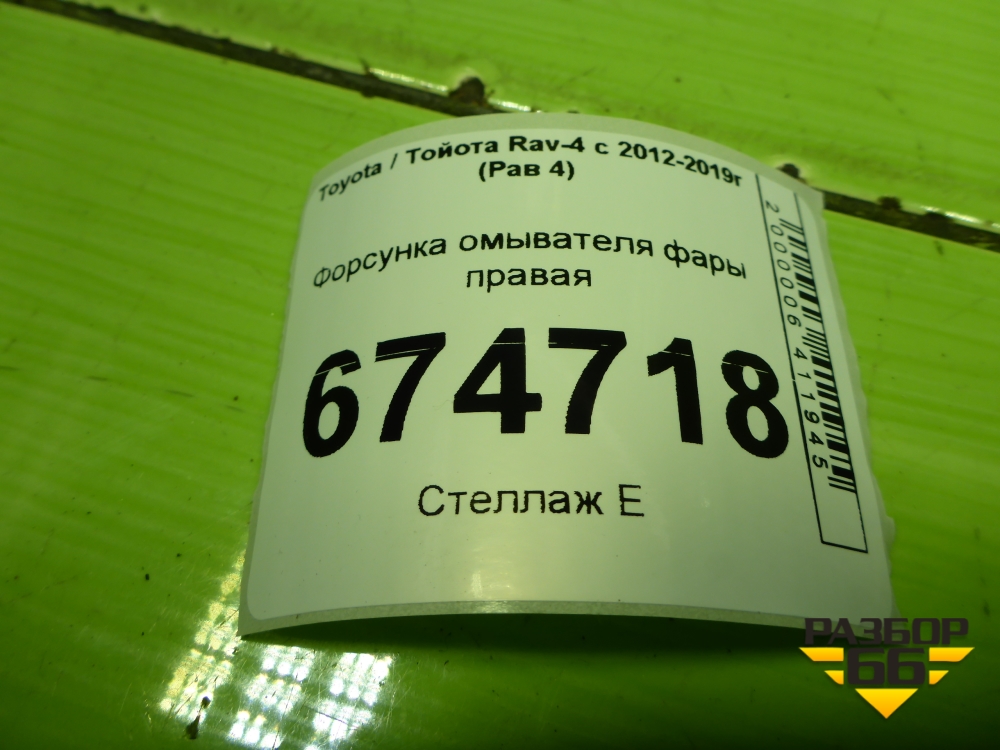 Toyota / Тойота Rav-4 с 2012-2019г
(Рав 4)
Форсунка омывателя фары
правая
674718
Стеллаж Е
2000006411945
РАЗБОР
66